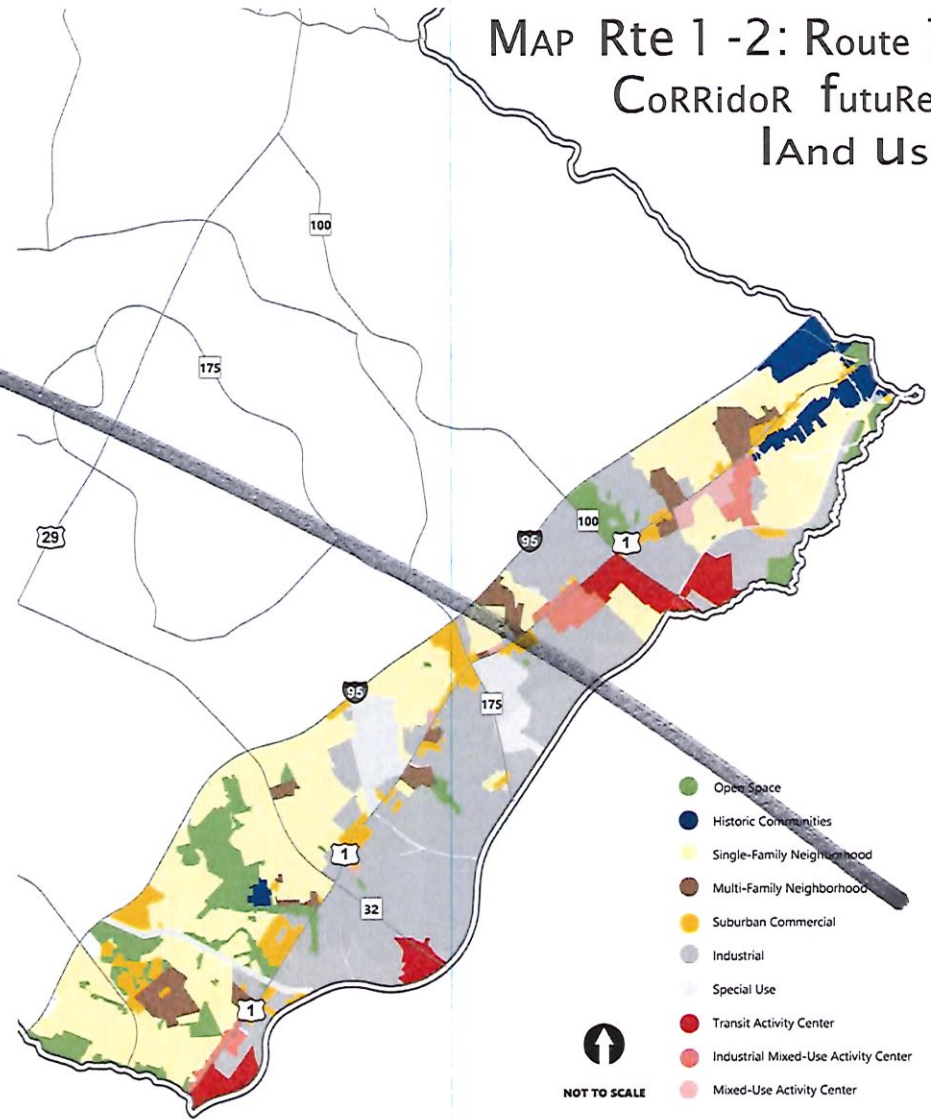 MAP Rte 1 -2: Route 1
CoRRidoR futuRe
lAnd us
100
175
29
100
95
1
95
175
1
32
1
Open Space
Historic Communities
Single-Family Neighborhood
Multi-Family Neighborhood
Suburban Commercial
Industrial
Special Use
Transit Activity Center
Industrial Mixed-Use Activity Center
Mixed-Use Activity Center
NOT TO SCALE